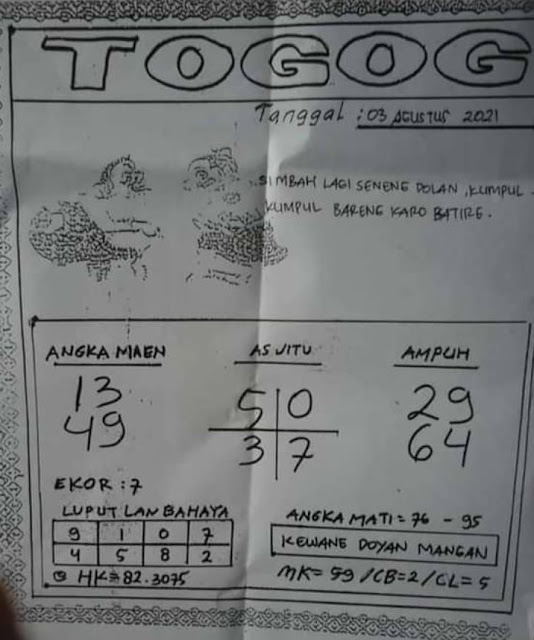 TOGOG
Tanggal : 03 AGUSTUS 2021
SIMBAH LAGI SENENG DOLAN, KUMPUL -
KUMPUL BARENG KARO BATIRE.
ANGKA MAEN
13
49
AS JITU
5 0
3 7
AMPUH
29
64
EKOR : 7
LUPUT LAN BAHAYA
9 1 0 7
4 5 8 2
HK = 82.3075
ANGKA MATI = 76 - 95
KEWANE DOYAN MANGAN
MK = 59 / CB = 2 / CL = 5